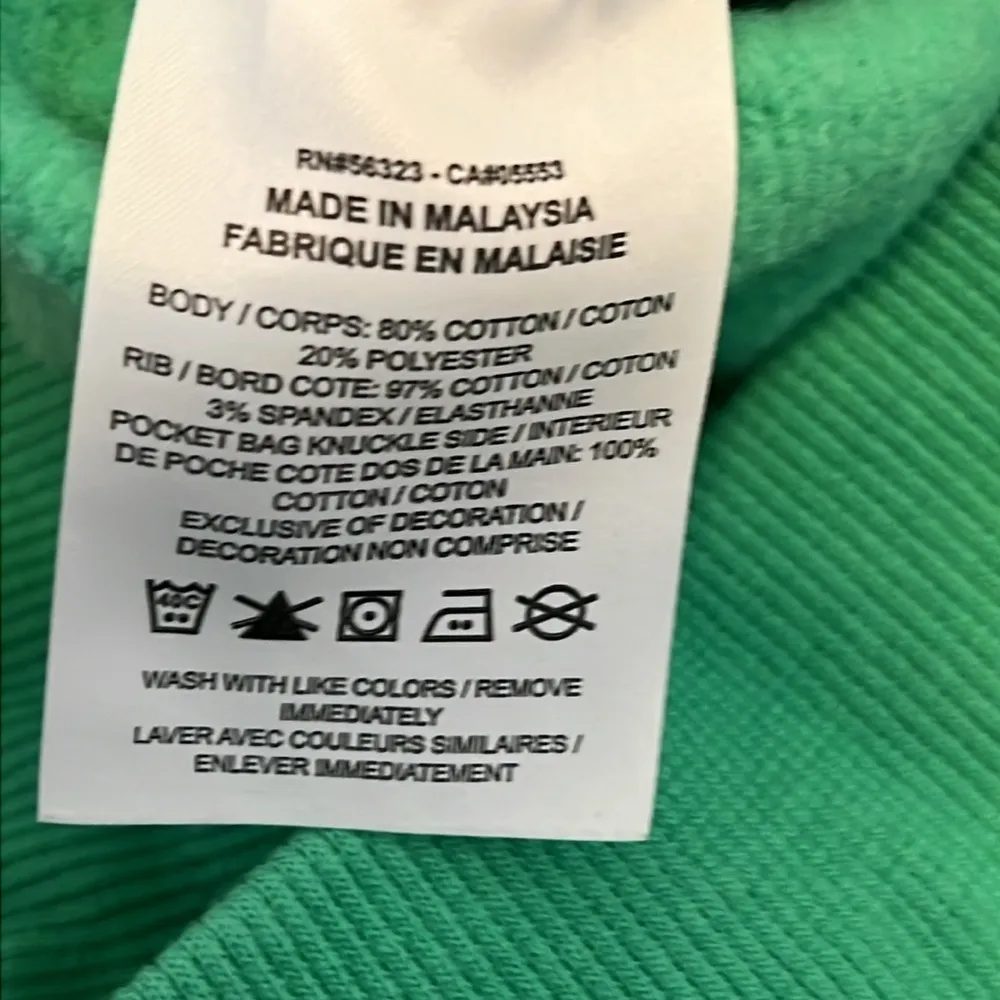 RN#56323 - CA#05553
MADE IN MALAYSIA
FABRIQUE EN MALAISIE
BODY / CORPS: 80% COTTON / COTON
20% POLYESTER
RIB / BORD COTE: 97% COTTON / COTON
3% SPANDEX / ELASTHANNE
POCKET BAG KNUCKLE SIDE / INTERIEUR
DE POCHE COTE DOS DE LA MAIN: 100%
COTTON / COTON
EXCLUSIVE OF DECORATION /
DECORATION NON COMPRISE
40C
WASH WITH LIKE COLORS / REMOVE
IMMEDIATELY
LAVER AVEC COULEURS SIMILAIRES /
ENLEVER IMMEDIATEMENT